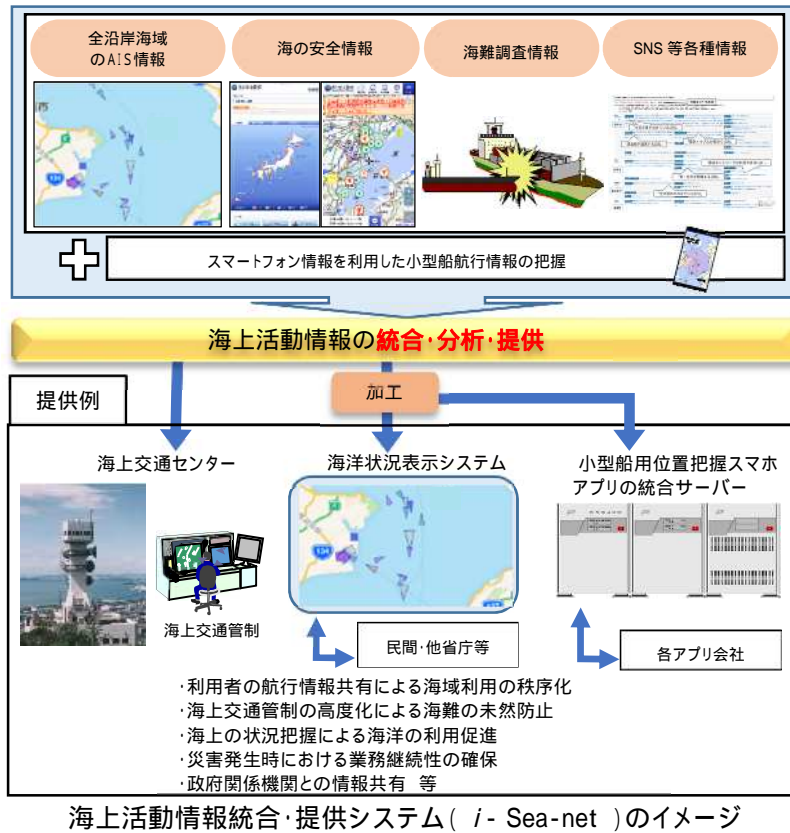 全沿岸海域
のAIS情報
海の安全情報
海難調査情報
SNS 等各種情報
スマートフォン情報を利用した小型船航行情報の把握
海上活動情報の統合･分析･提供
提供例
加工
海上交通センター
海洋状況表示システム
小型船用位置把握スマホ
アプリの統合サーバー
海上交通管制
民間･他省庁等
各アプリ会社
･利用者の航行情報共有による海域利用の秩序化
･海上交通管制の高度化による海難の未然防止
･海上の状況把握による海洋の利用促進
･災害発生時における業務継続性の確保
･政府関係機関との情報共有 等
海上活動情報統合･提供システム( i - Sea-net )のイメージ